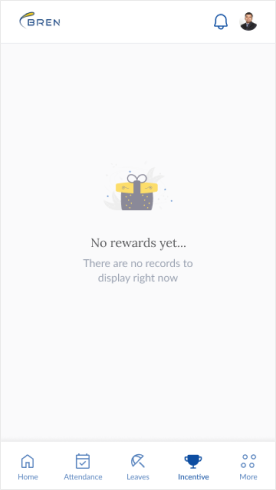 BREN
No rewards yet...
There are no records to
display right now
Home
Attendance
Leaves
Incentive
More